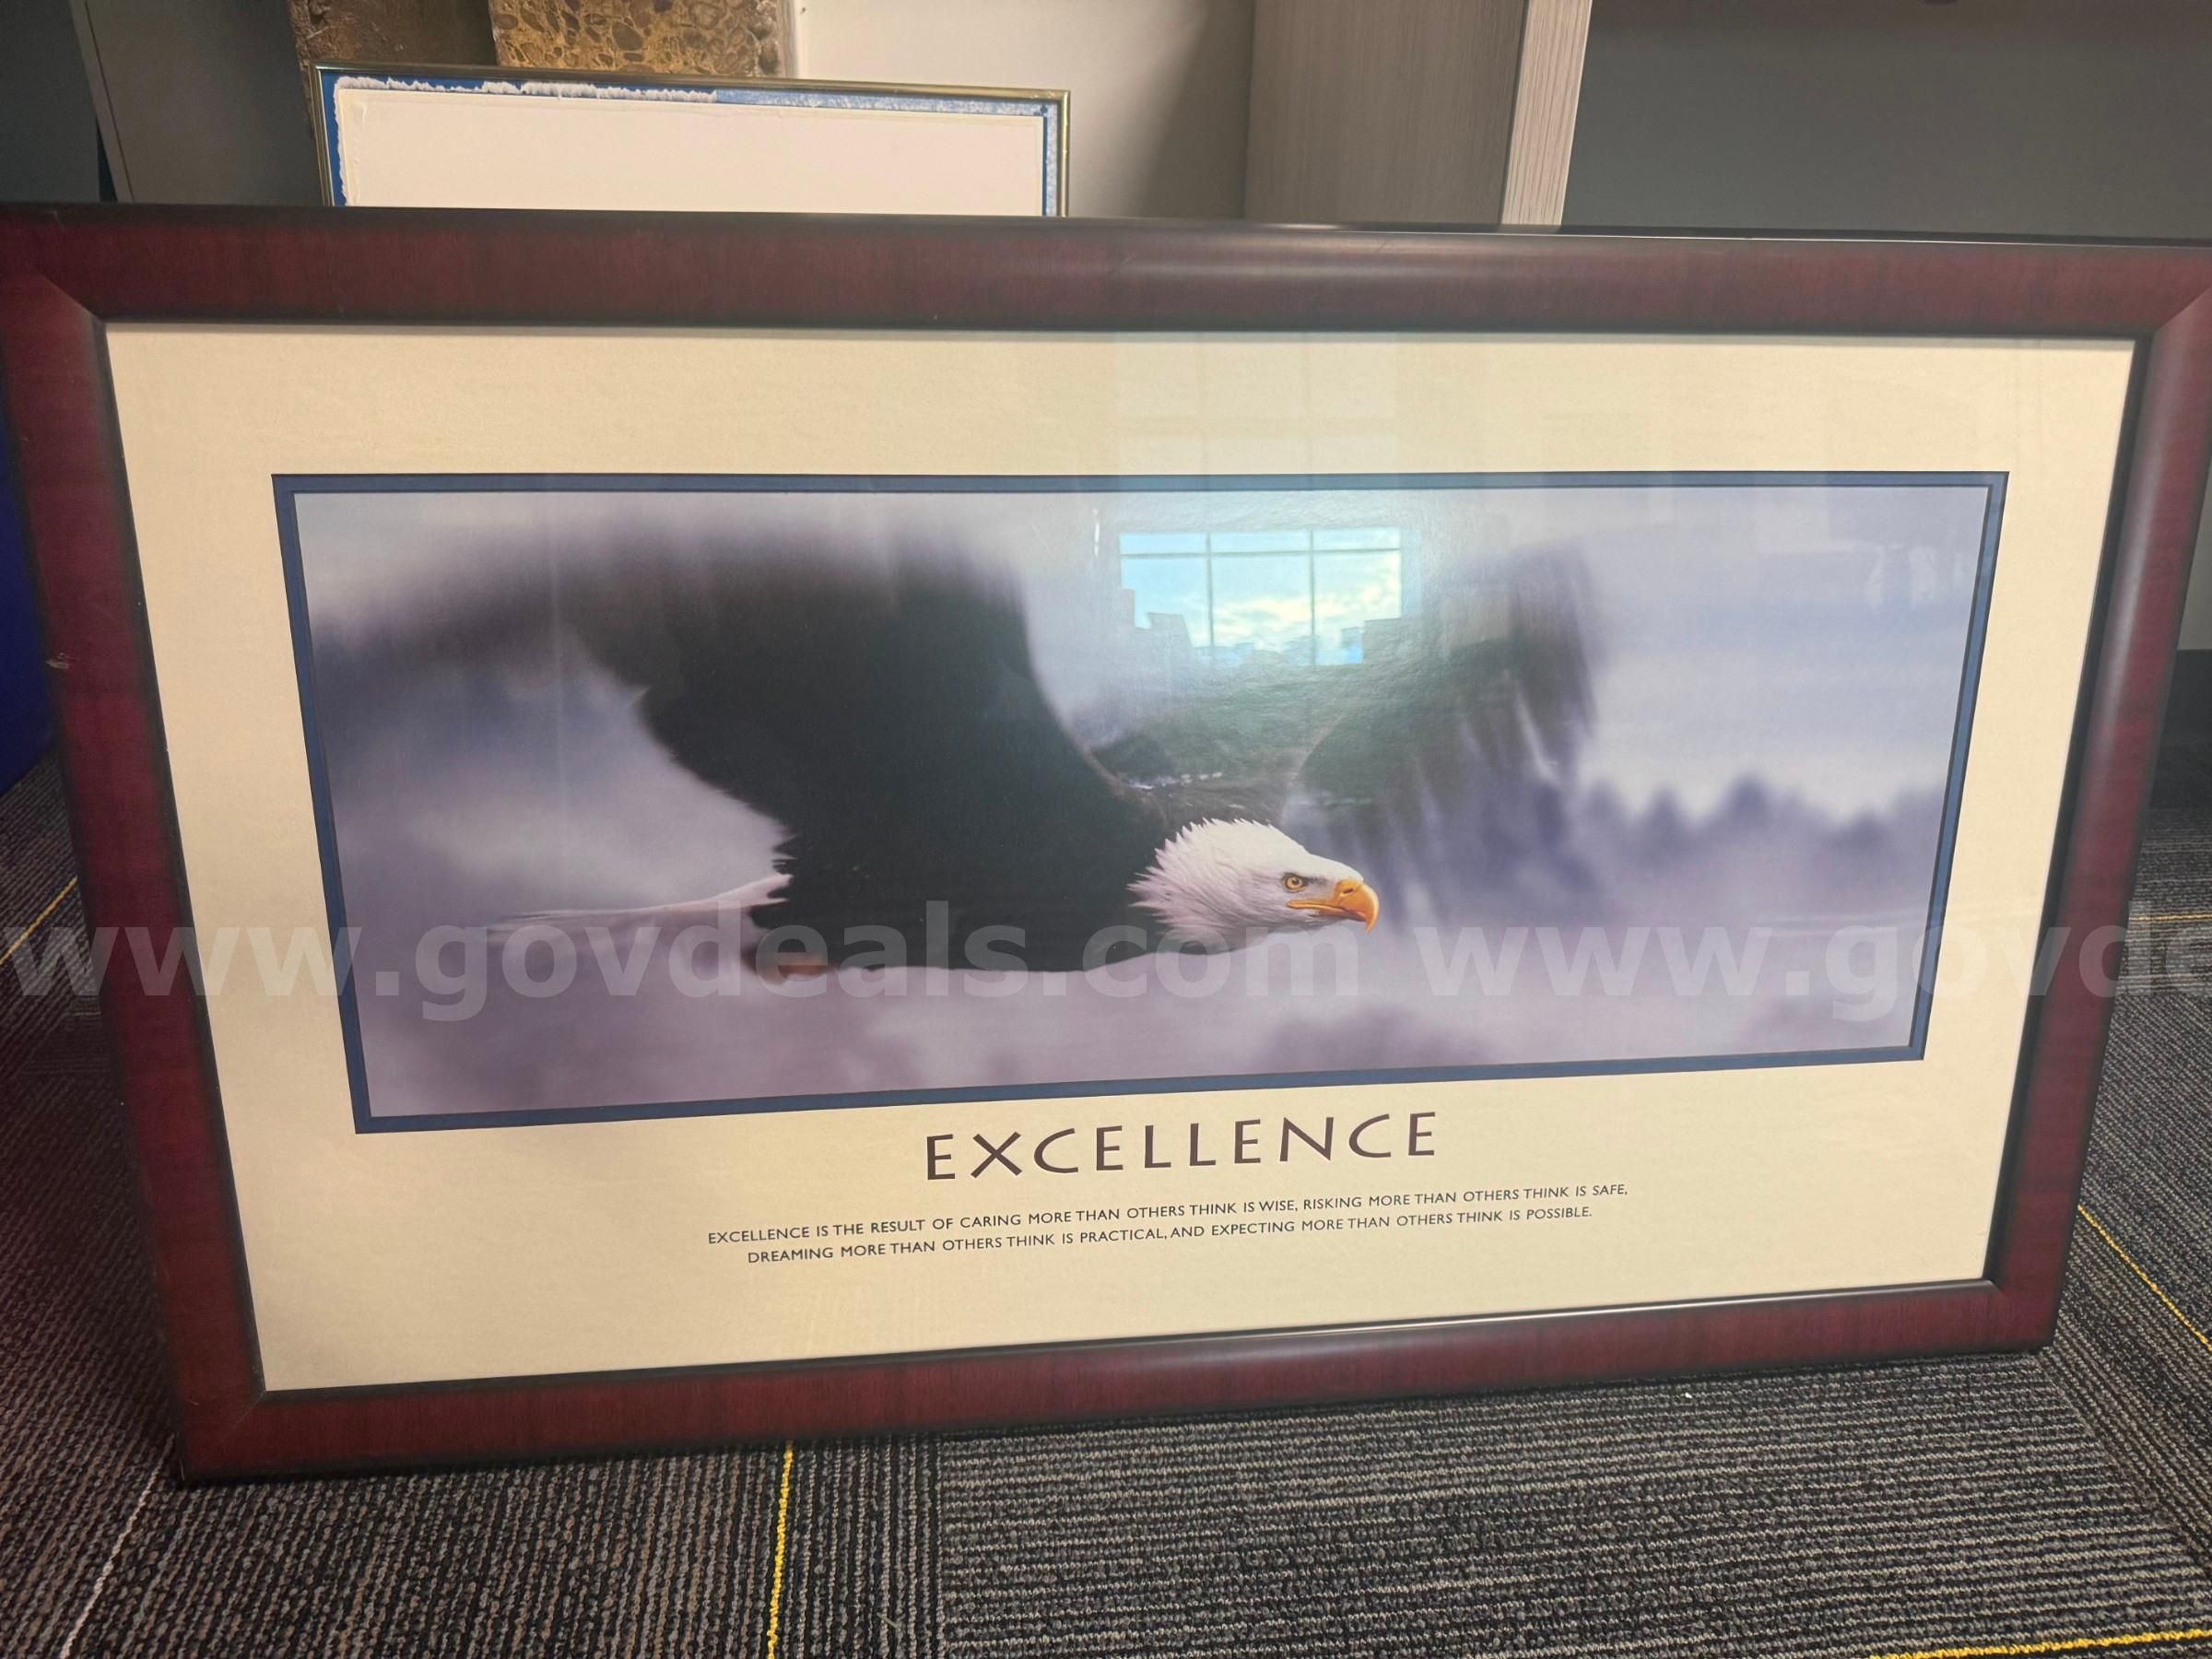 www.govdeals.com www.govde
EXCELLENCE
EXCELLENCE IS THE RESULT OF CARING MORE THAN OTHERS THINK IS WISE, RISKING MORE THAN OTHERS THINK IS SAFE,
DREAMING MORE THAN OTHERS THINK IS PRACTICAL, AND EXPECTING MORE THAN OTHERS THINK IS POSSIBLE.